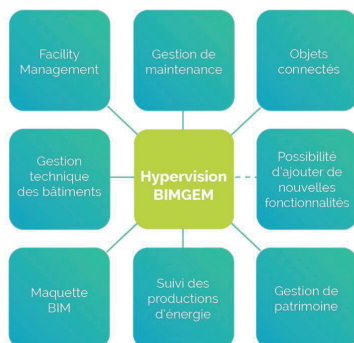 Facility
Management
Gestion de
maintenance
Objets
connectés
Gestion
technique
des bâtiments
Hypervision
BIMGEM
Possibilité
d'ajouter de
nouvelles
fonctionnalités
Maquette
BIM
Suivi des
productions
d'énergie
Gestion de
patrimoine